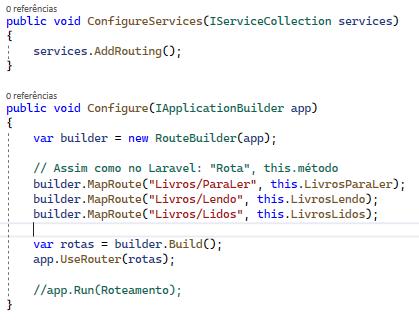 0 referências
public void ConfigureServices(IServiceCollection services)
{
services.AddRouting();
}
0 referências
public void Configure(IApplicationBuilder app)
{
var builder = new RouteBuilder(app);
// Assim como no Laravel: "Rota", this.método
builder.MapRoute("Livros/ParaLer", this.LivrosParaLer);
builder.MapRoute("Livros/Lendo", this.LivrosLendo);
builder.MapRoute("Livros/Lidos", this.LivrosLidos);
var rotas = builder.Build();
app.UseRouter(rotas);
//app.Run(Roteamento);
}